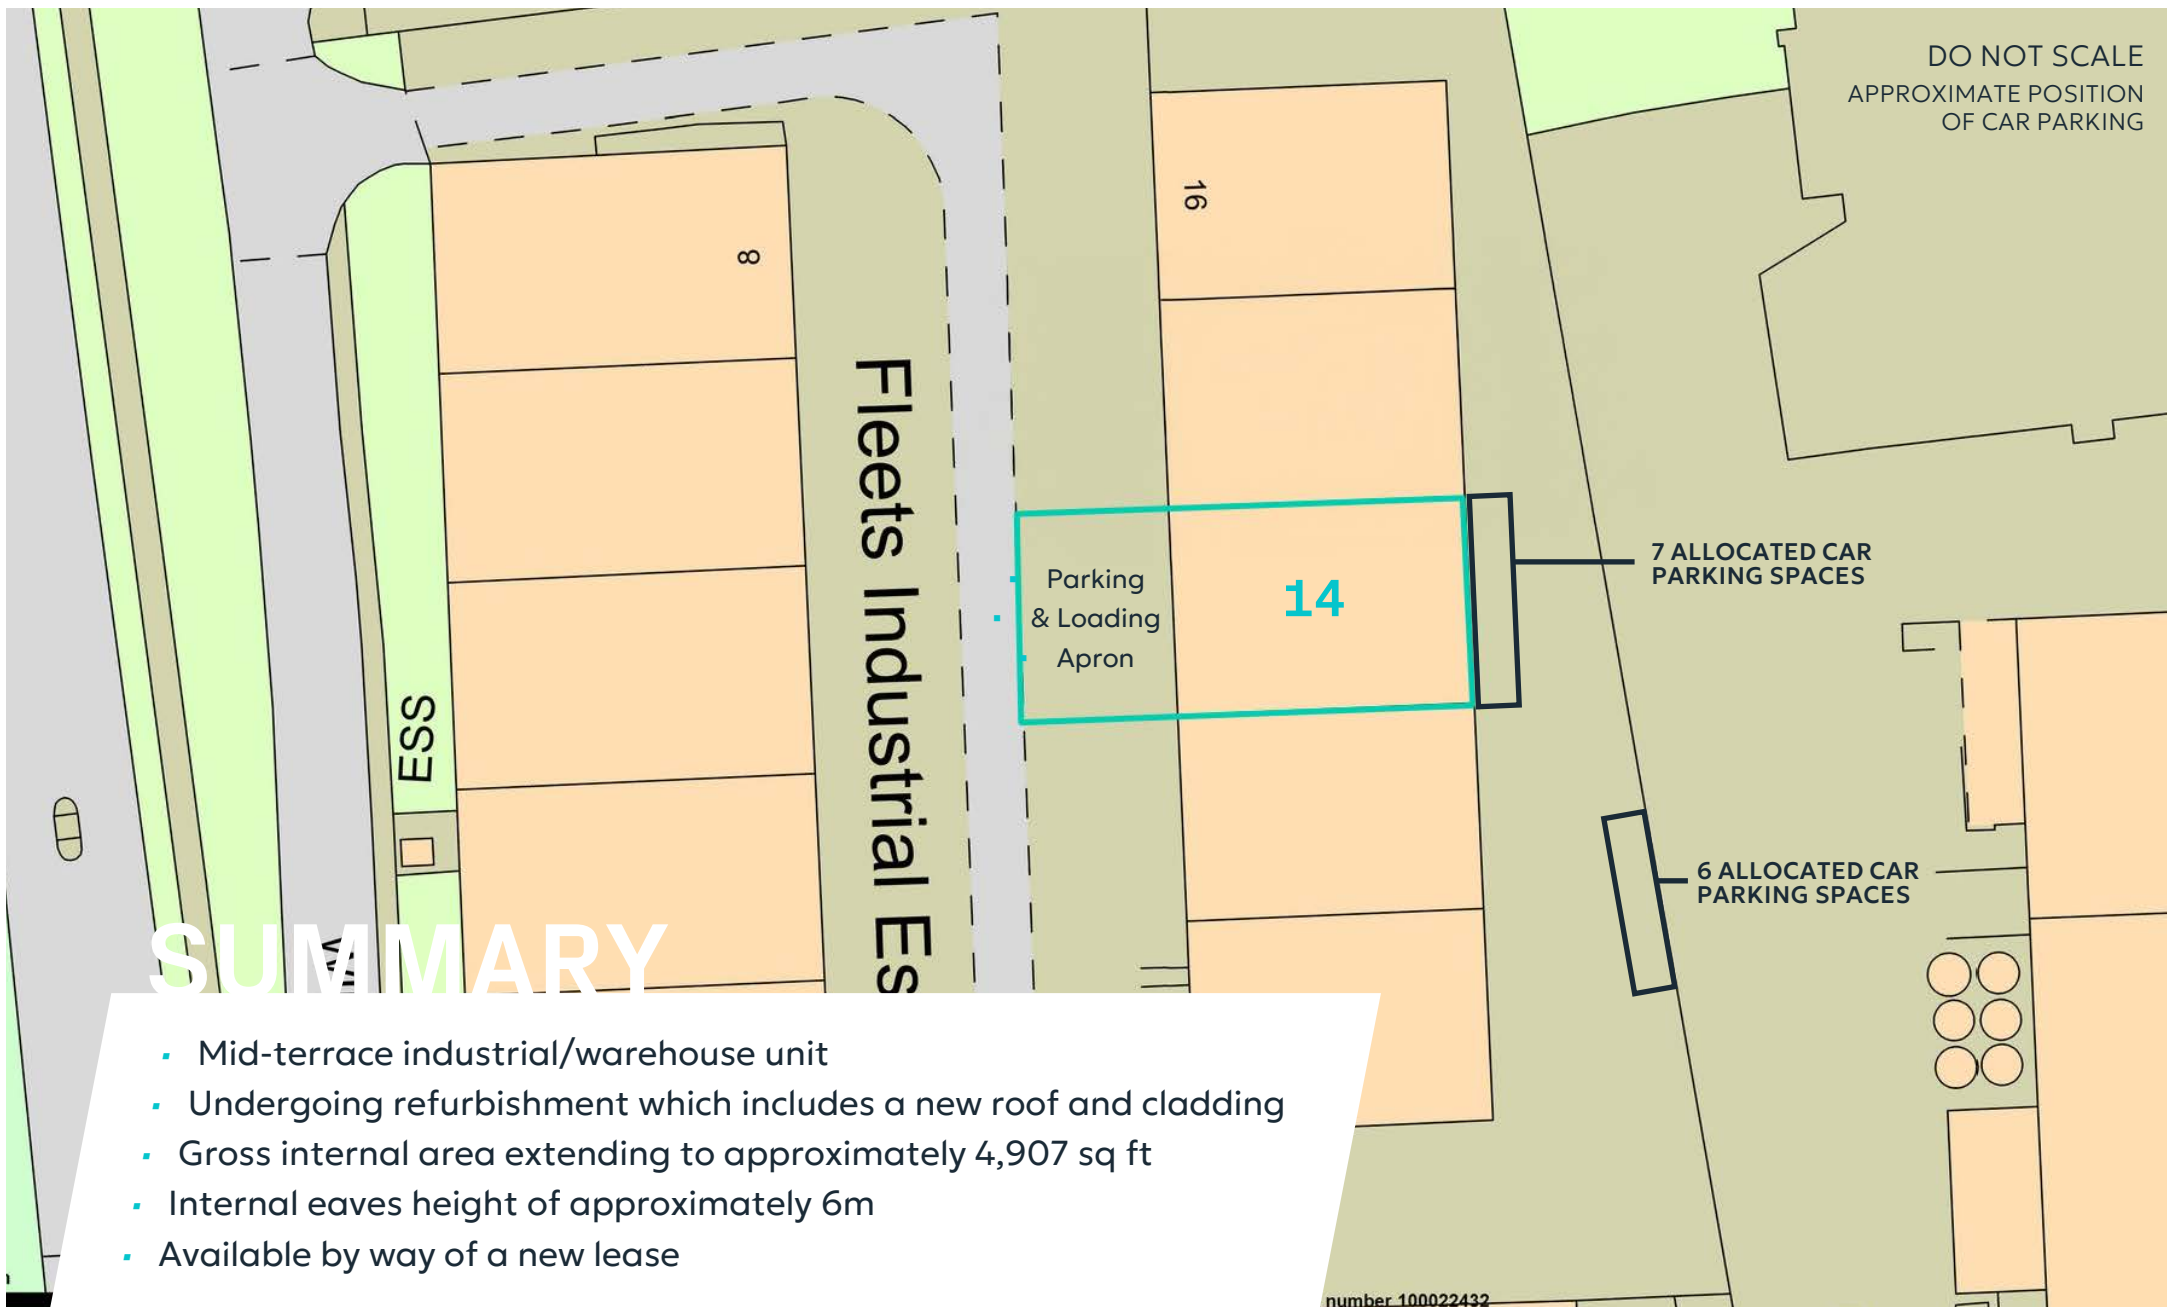 DO NOT SCALE
APPROXIMATE POSITION
OF CAR PARKING
16
8
Fleets Industrial Es
7 ALLOCATED CAR
PARKING SPACES
Parking
& Loading
Apron
14
ESS
6 ALLOCATED CAR
PARKING SPACES
SUMMARY
· Mid-terrace industrial/warehouse unit
· Undergoing refurbishment which includes a new roof and cladding
· Gross internal area extending to approximately 4,907 sq ft
· Internal eaves height of approximately 6m
· Available by way of a new lease
number 100022432